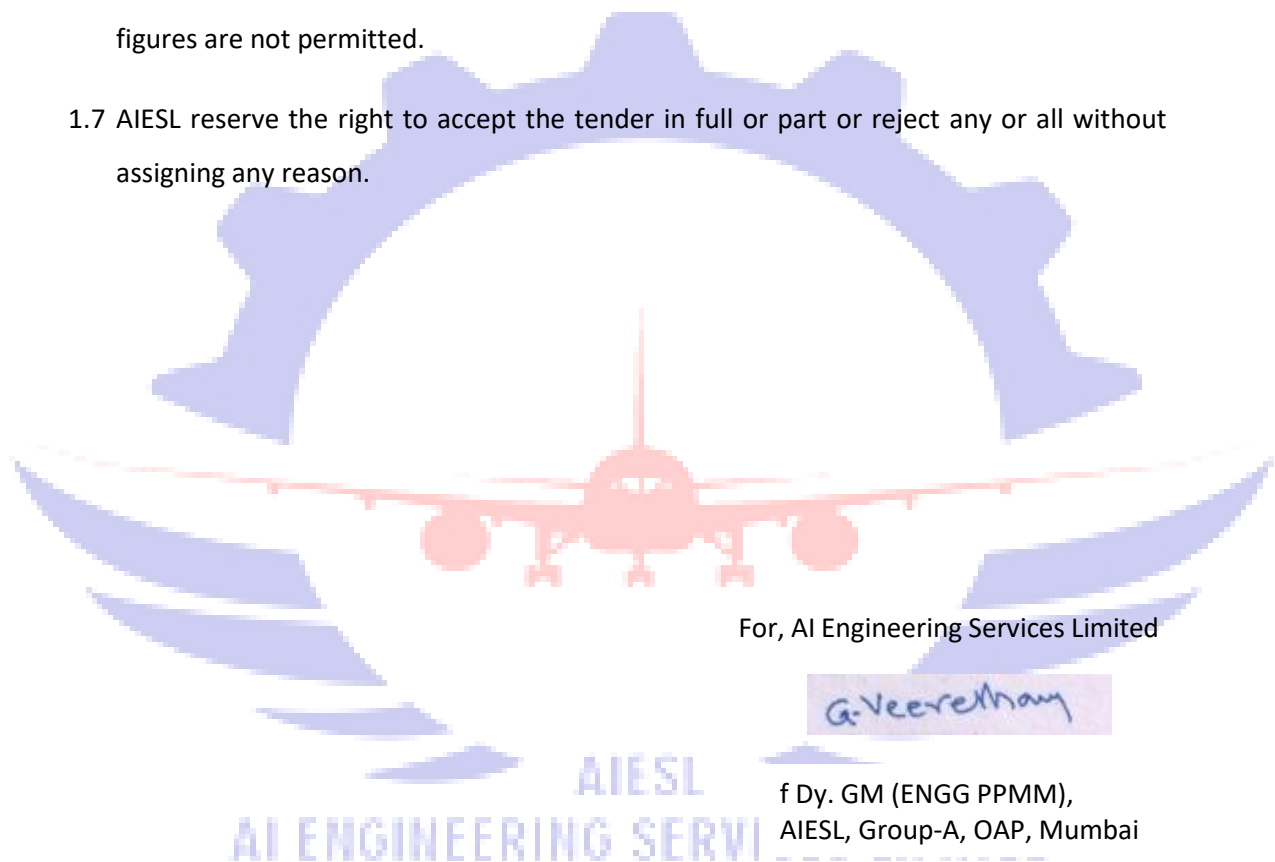 figures are not permitted.
1.7 AIESL reserve the right to accept the tender in full or part or reject any or all without
assigning any reason.
For, AI Engineering Services Limited
G. Veerethany
AIESL
f Dy. GM (ENGG PPMM),
AIESL, Group-A, OAP, Mumbai
AI ENGINEERING SERVI